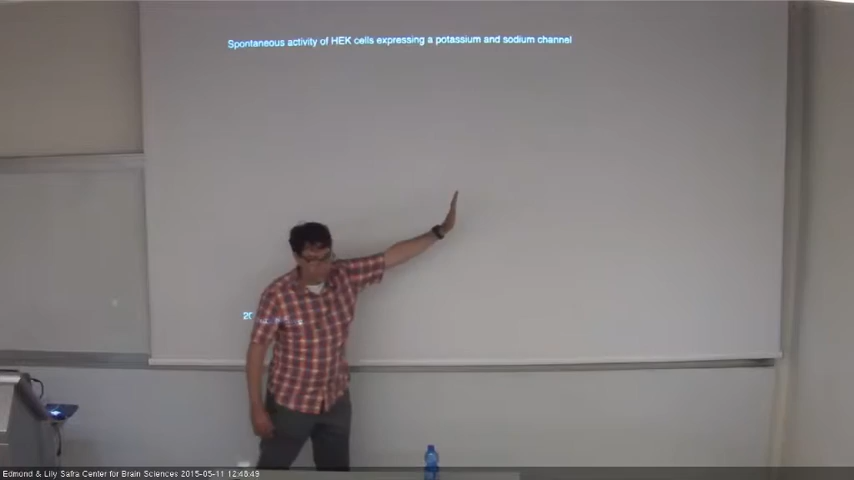 Spontaneous activity of HEK cells expressing a potassium and sodium channel
20
Edmond & Lily Safra Center for Brain Sciences 2015-05-11 12:48:49